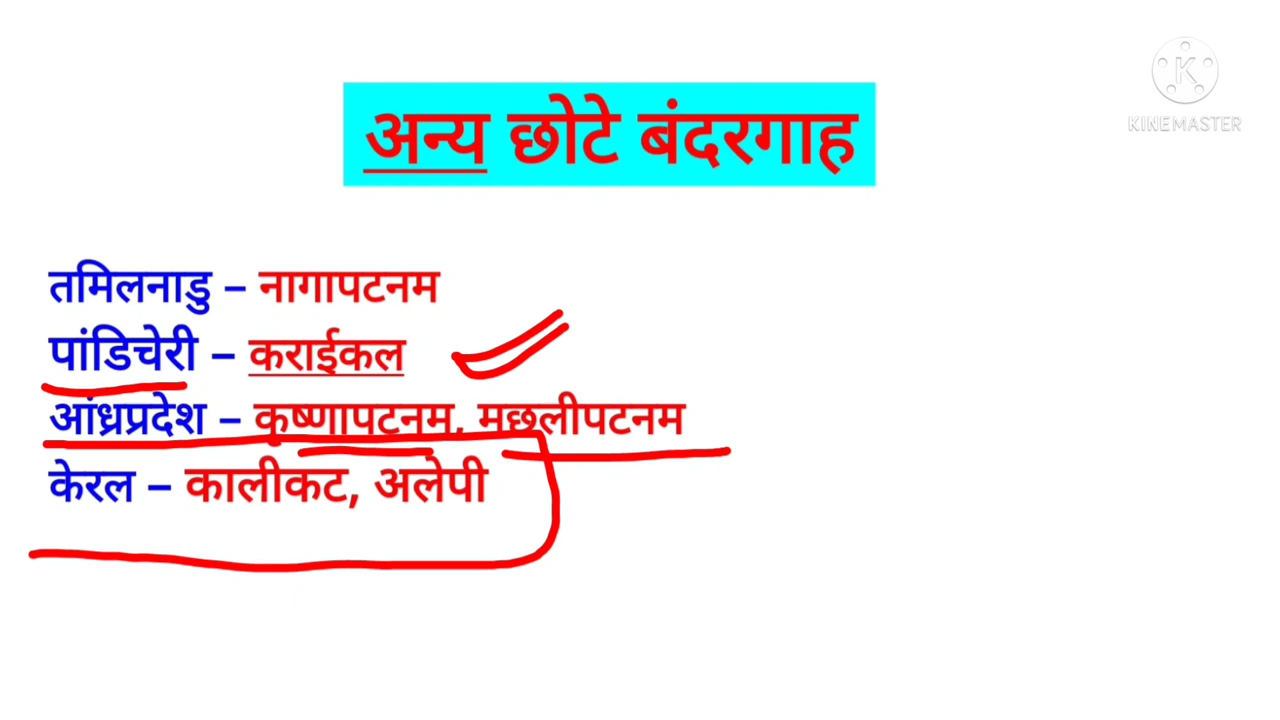 K
KINEMASTER
अन्य छोटे बंदरगाह
तमिलनाडु – नागापटनम
पांडिचेरी – कराईकल
आंध्रप्रदेश – कृष्णापटनम, मछलीपटनम
केरल – कालीकट, अलेपी